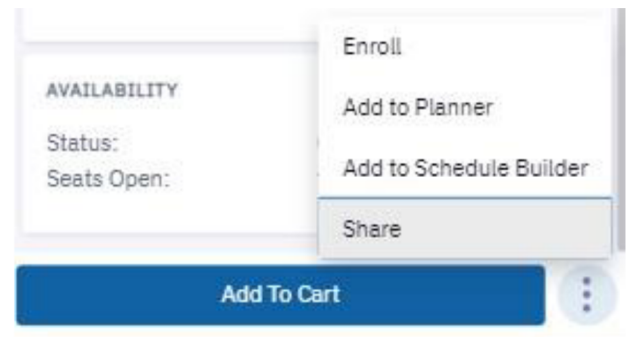 AVAILABILITY
Status:
Seats Open:
Enroll
Add to Planner
Add to Schedule Builder
Share
Add To Cart